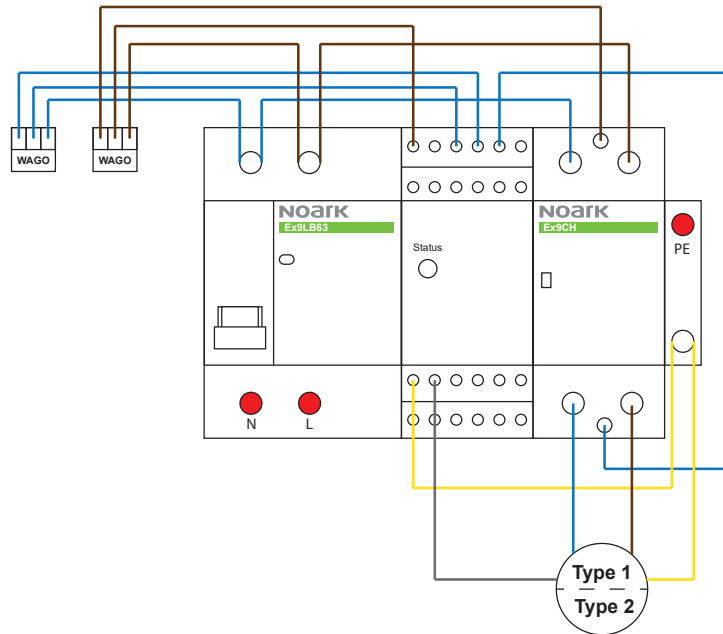 WAGO
WAGO
NOARK
Ex9LB63
NOARK
Ex9CH
Status
PE
N
L
Type 1
Type 2